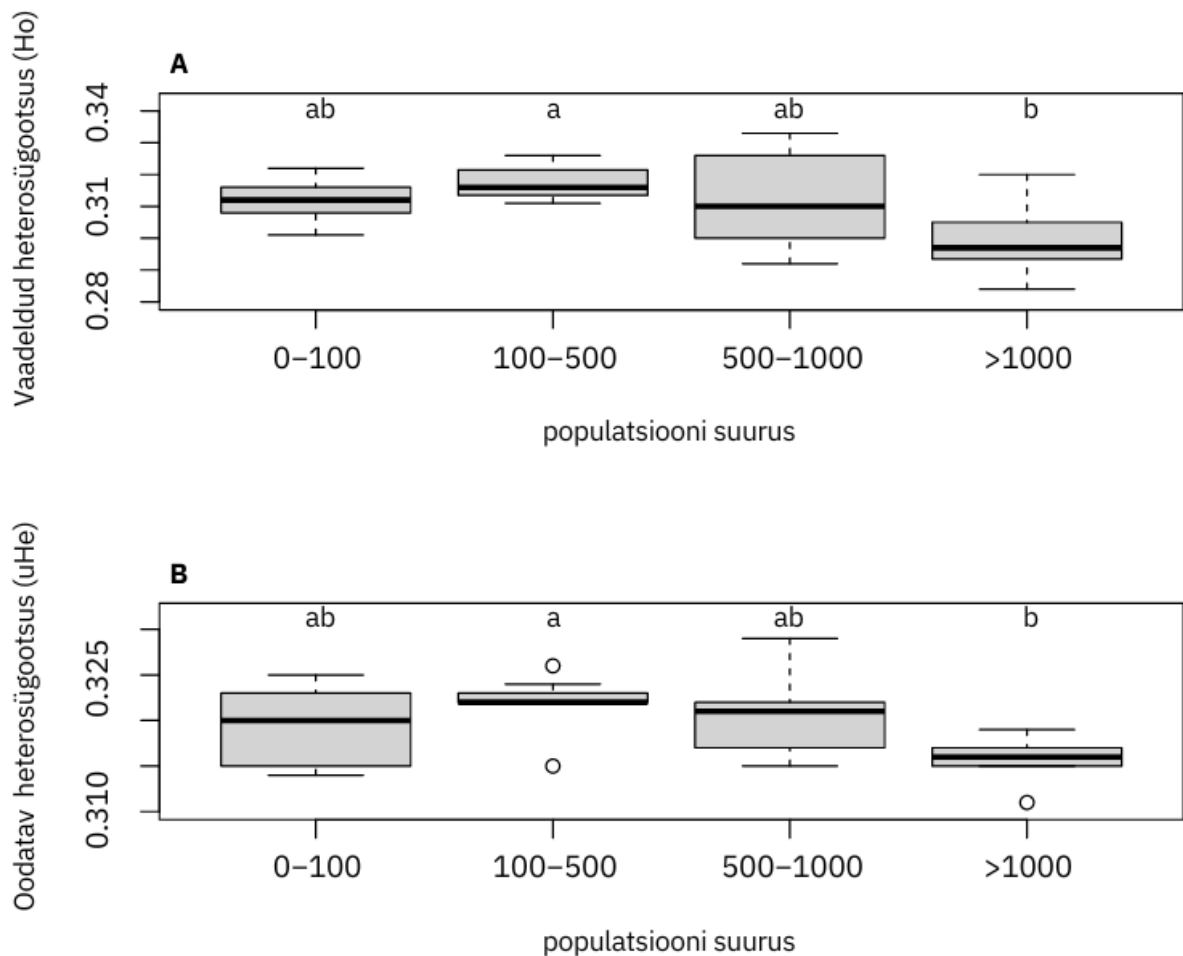 A
Vaadeldud heterosügootsus (Ho)
0.34
0.31
0.28
ab a ab b
0–100 100–500 500–1000 >1000
populatsiooni suurus
B
Oodatav heterosügootsus (uHe)
0.325
0.310
ab a ab b
0–100 100–500 500–1000 >1000
populatsiooni suurus